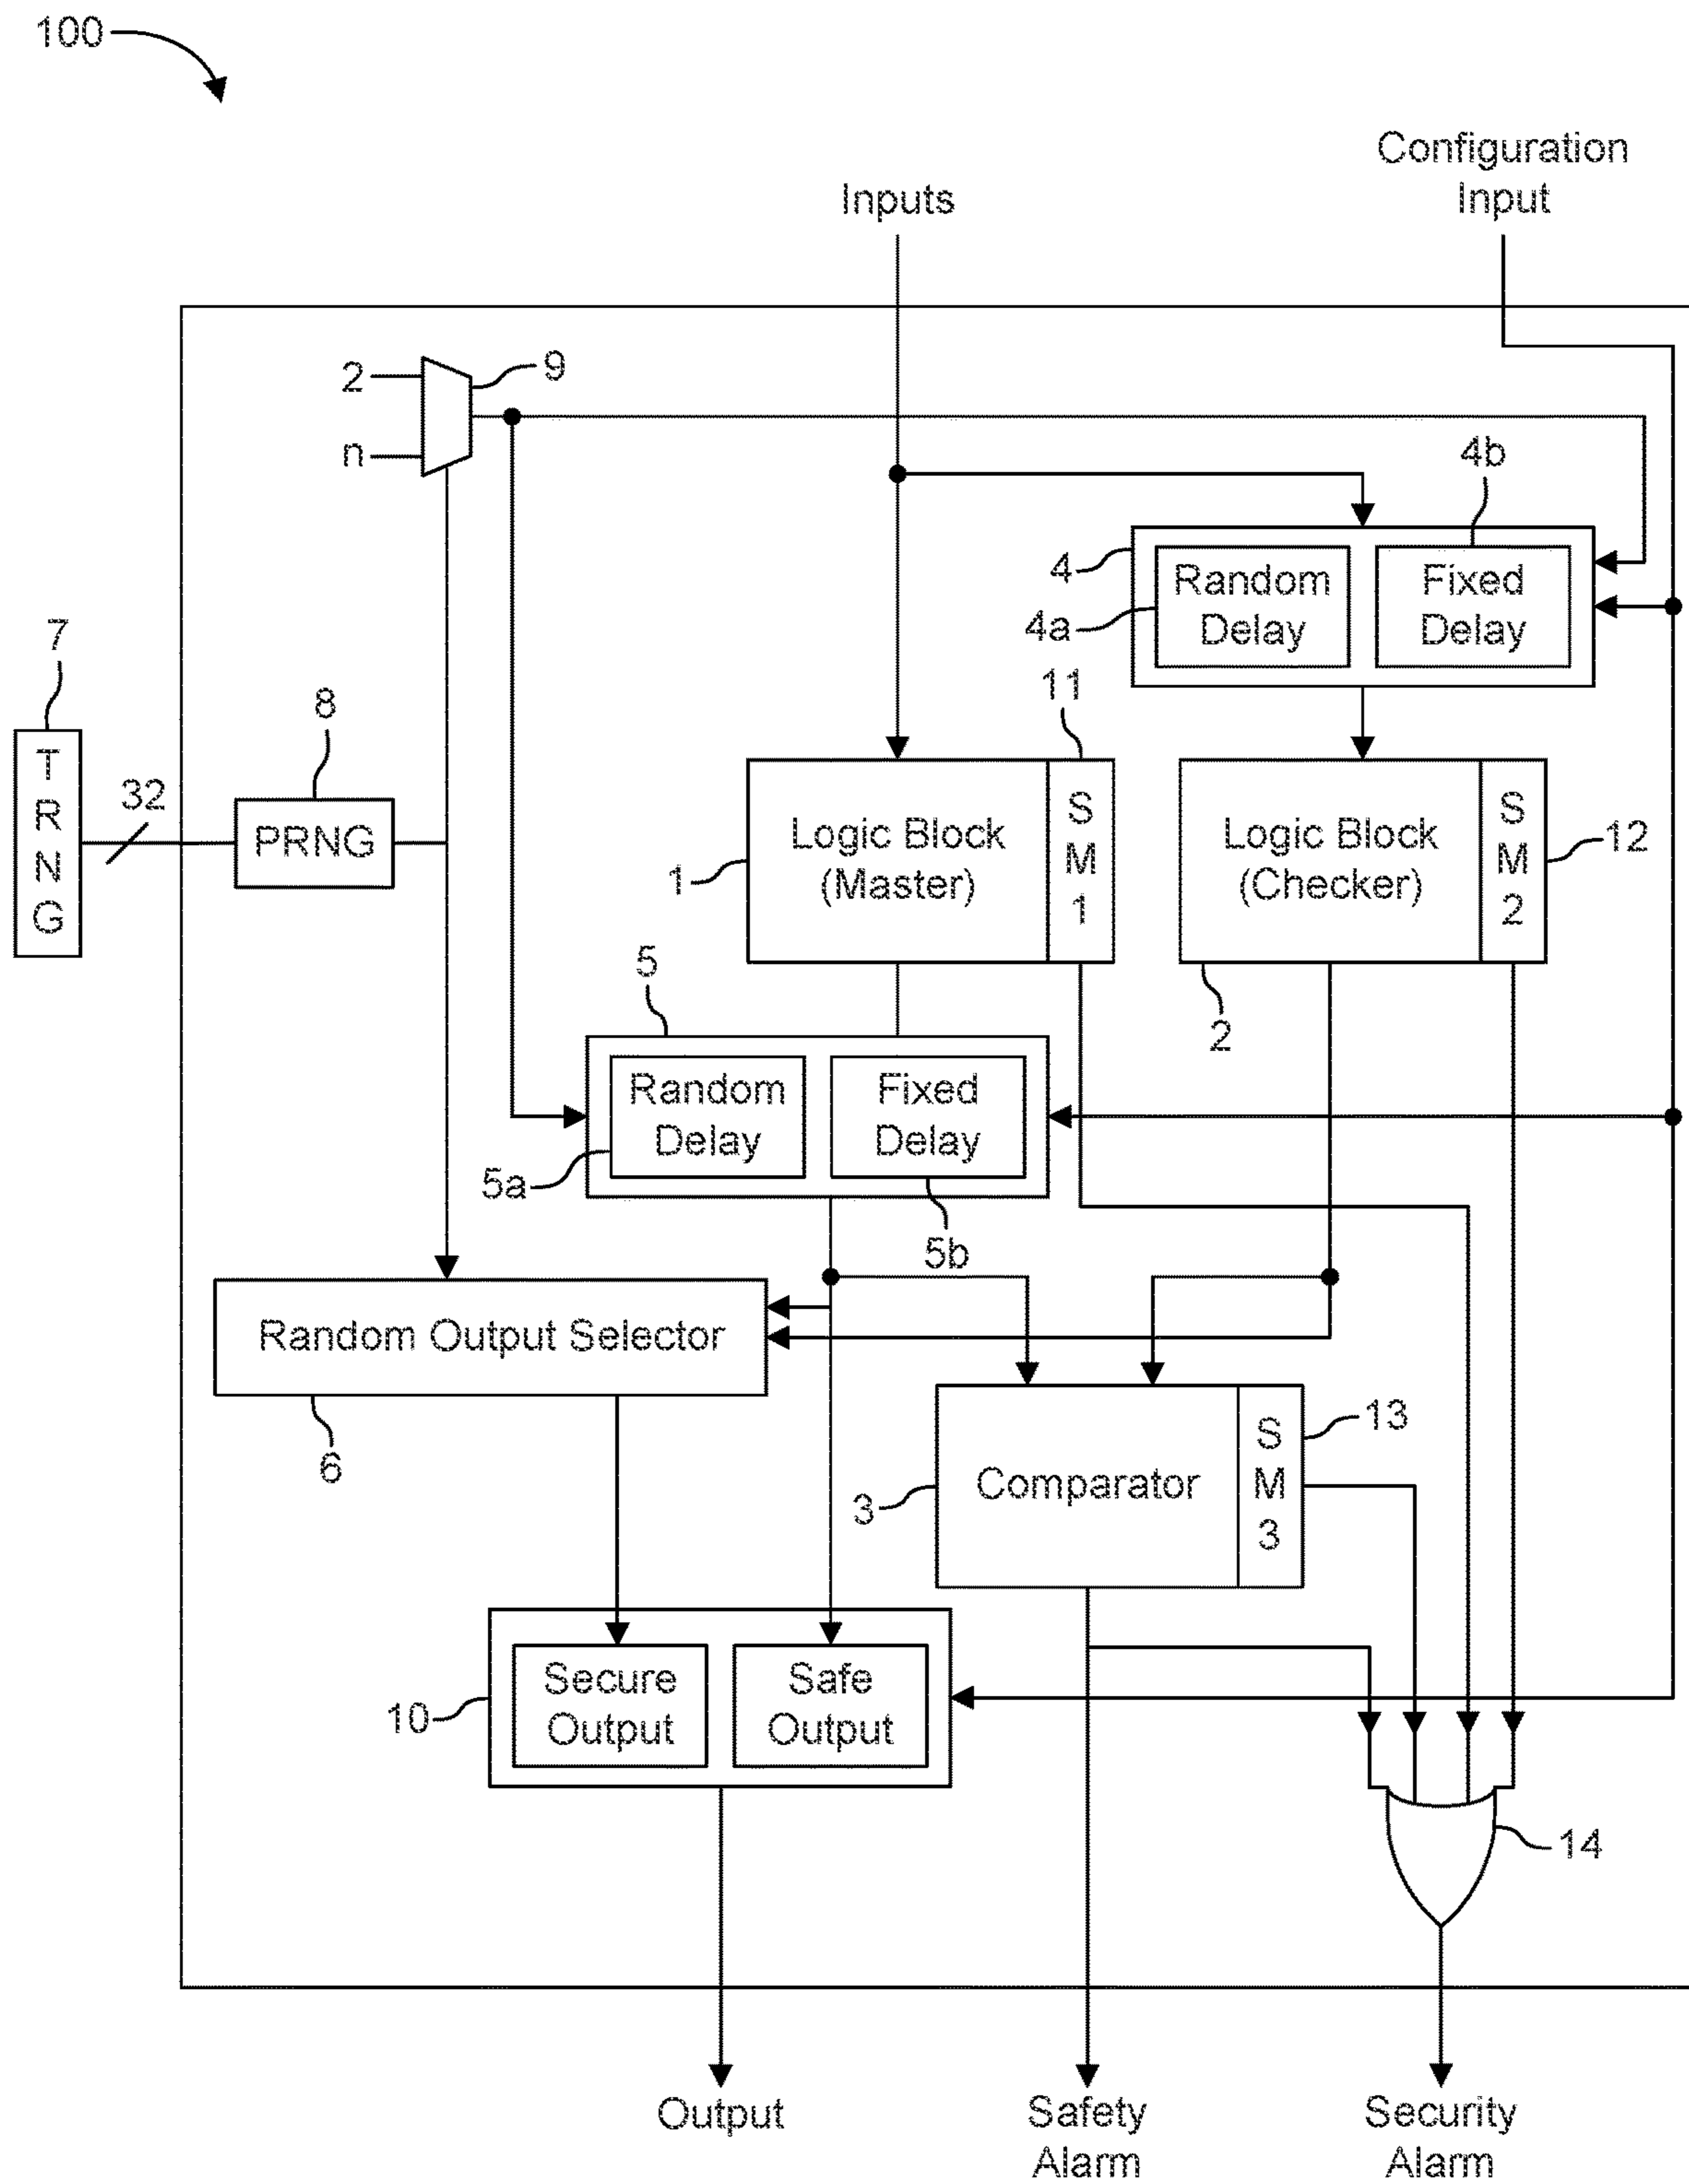 100
Configuration
Input
Inputs
2
9
n
4b
4
Random
Delay
Fixed
Delay
4a
7
T
R
N
G
32
8
PRNG
11
Logic Block
(Master)
S
M
1
1
Logic Block
(Checker)
S
M
2
12
2
5
Random
Delay
Fixed
Delay
5a
5b
Random Output Selector
6
Comparator
S
M
3
13
3
Secure
Output
Safe
Output
10
14
Output
Safety
Alarm
Security
Alarm